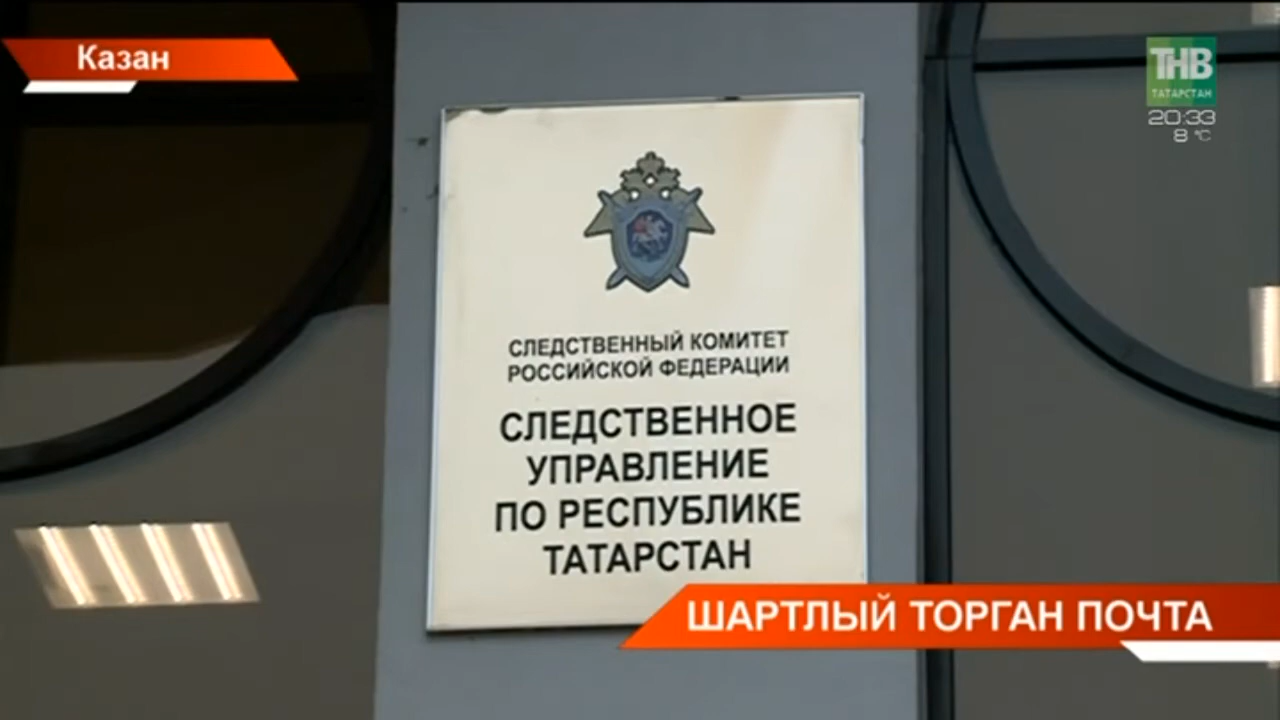 Казан
ТНВ
ТАТАРСТАН
20:33
8 °C
СЛЕДСТВЕННЫЙ КОМИТЕТ
РОССИЙСКОЙ ФЕДЕРАЦИИ
СЛЕДСТВЕННОЕ
УПРАВЛЕНИЕ
ПО РЕСПУБЛИКЕ
ТАТАРСТАН
ШАРТЛЫЙ ТОРГАН ПОЧТА